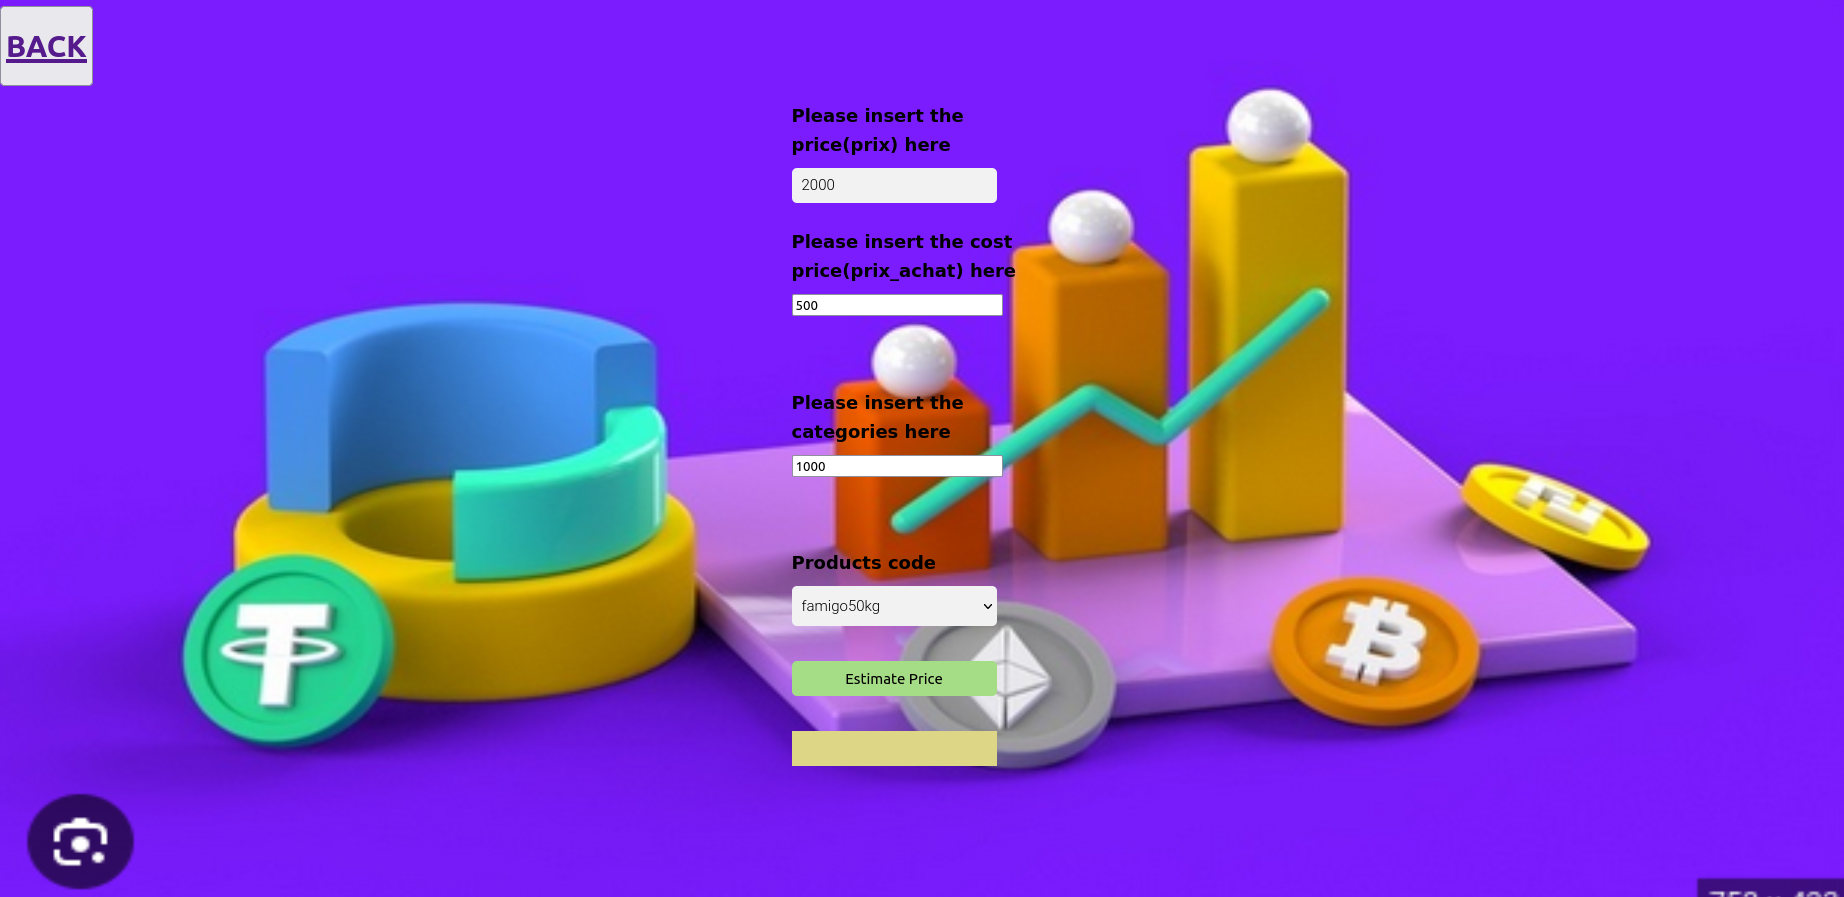 BACK
Please insert the
price(prix) here
2000
Please insert the cost
price(prix_achat) here
500
Please insert the
categories here
1000
Products code
famigo50kg
Estimate Price